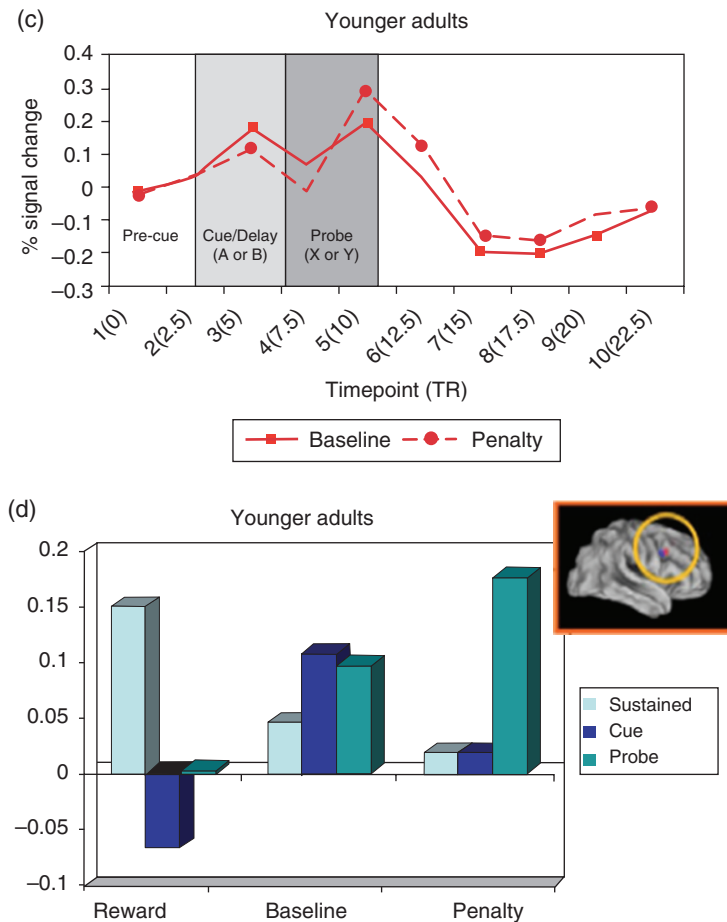 (c)
Younger adults
% signal change
0.4
0.3
0.2
0.1
0
−0.1
−0.2
−0.3
Pre-cue
Cue/Delay
(A or B)
Probe
(X or Y)
1(0)
2(2.5)
3(5)
4(7.5)
5(10)
6(12.5)
7(15)
8(17.5)
9(20)
10(22.5)
Timepoint (TR)
Baseline
Penalty
(d)
Younger adults
0.2
0.15
0.1
0.05
0
−0.05
−0.1
Reward
Baseline
Penalty
Sustained
Cue
Probe